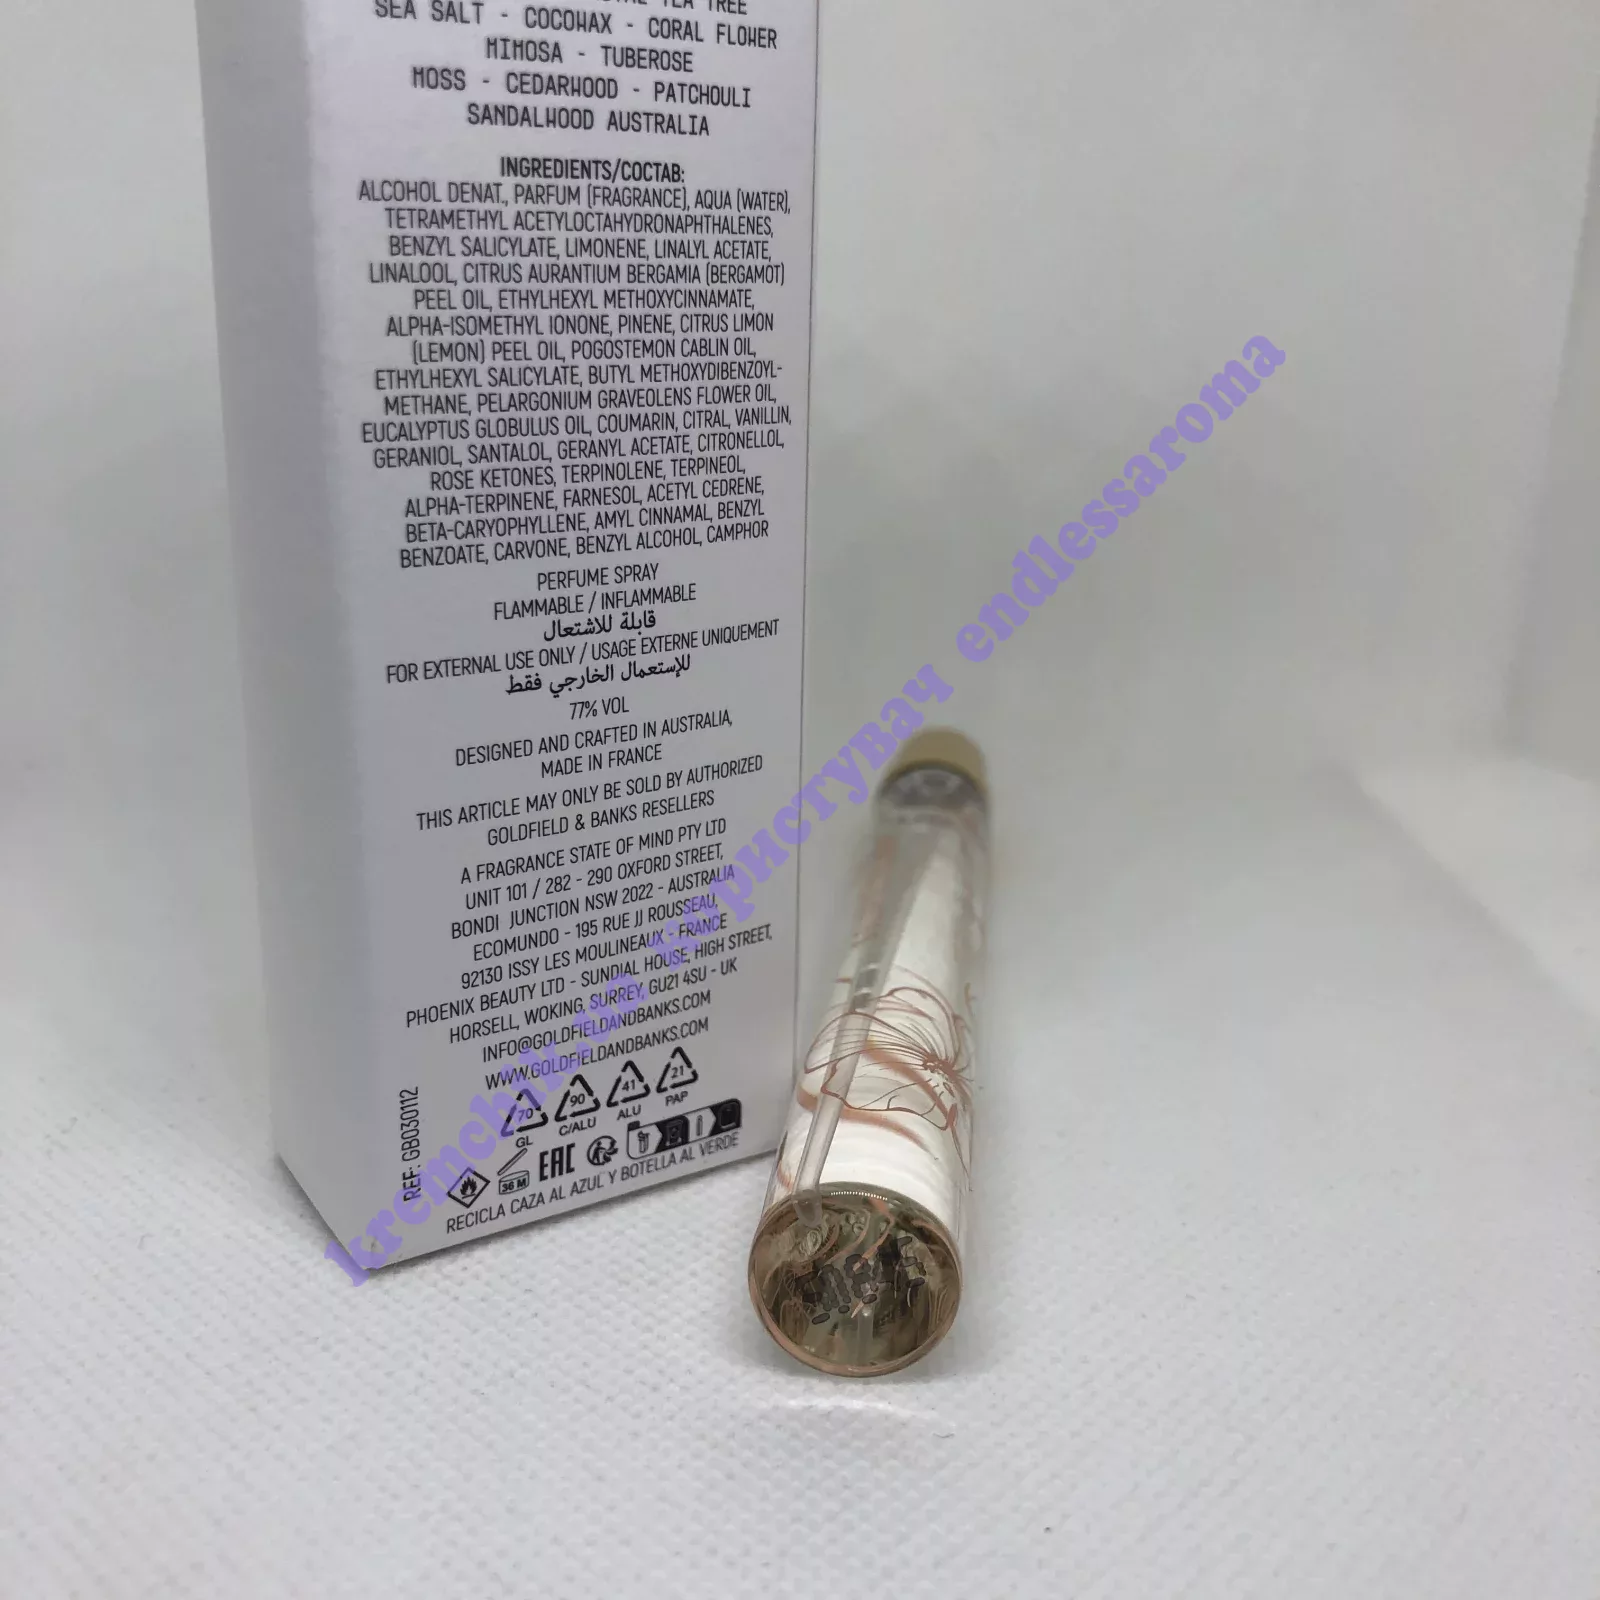 TEA TREE
SEA SALT - COCOWAX - CORAL FLOWER
MIMOSA - TUBEROSE
MOSS - CEDARWOOD - PATCHOULI
SANDALWOOD AUSTRALIA
INGREDIENTS/СОСТАВ:
ALCOHOL DENAT., PARFUM (FRAGRANCE), AQUA (WATER),
TETRAMETHYL ACETYLOCTAHYDRONAPHTHALENES,
BENZYL SALICYLATE, LIMONENE, LINALYL ACETATE,
LINALOOL, CITRUS AURANTIUM BERGAMIA (BERGAMOT)
PEEL OIL, ETHYLHEXYL METHOXYCINNAMATE,
ALPHA-ISOMETHYL IONONE, PINENE, CITRUS LIMON
(LEMON) PEEL OIL, POGOSTEMON CABLIN OIL,
ETHYLHEXYL SALICYLATE, BUTYL METHOXYDIBENZOYL-
METHANE, PELARGONIUM GRAVEOLENS FLOWER OIL,
EUCALYPTUS GLOBULUS OIL, COUMARIN, CITRAL, VANILLIN,
GERANIOL, SANTALOL, GERANYL ACETATE, CITRONELLOL,
ROSE KETONES, TERPINOLENE, TERPINEOL,
ALPHA-TERPINENE, FARNESOL, ACETYL CEDRENE,
BETA-CARYOPHYLLENE, AMYL CINNAMAL, BENZYL
BENZOATE, CARVONE, BENZYL ALCOHOL, CAMPHOR
PERFUME SPRAY
FLAMMABLE / INFLAMMABLE
قابلة للاشتعال
FOR EXTERNAL USE ONLY / USAGE EXTERNE UNIQUEMENT
للإستعمال الخارجي فقط
77% VOL
DESIGNED AND CRAFTED IN AUSTRALIA,
MADE IN FRANCE
THIS ARTICLE MAY ONLY BE SOLD BY AUTHORIZED
GOLDFIELD & BANKS RESELLERS
A FRAGRANCE STATE OF MIND PTY LTD
UNIT 101 / 282 - 290 OXFORD STREET,
BONDI JUNCTION NSW 2022 - AUSTRALIA
ECOMUNDO - 195 RUE JJ ROUSSEAU,
92130 ISSY LES MOULINEAUX - FRANCE
PHOENIX BEAUTY LTD - SUNDIAL HOUSE, HIGH STREET,
HORSELL, WOKING, SURREY, GU21 4SU - UK
INFO@GOLDFIELDANDBANKS.COM
WWW.GOLDFIELDANDBANKS.COM
70 90 41 21
GL C/ALU ALU PAP
REF: GB030112
36 M EAC
RECICLA CAZA AL AZUL Y BOTELLA AL VERDE
kremchik.ua користувач endlessaroma